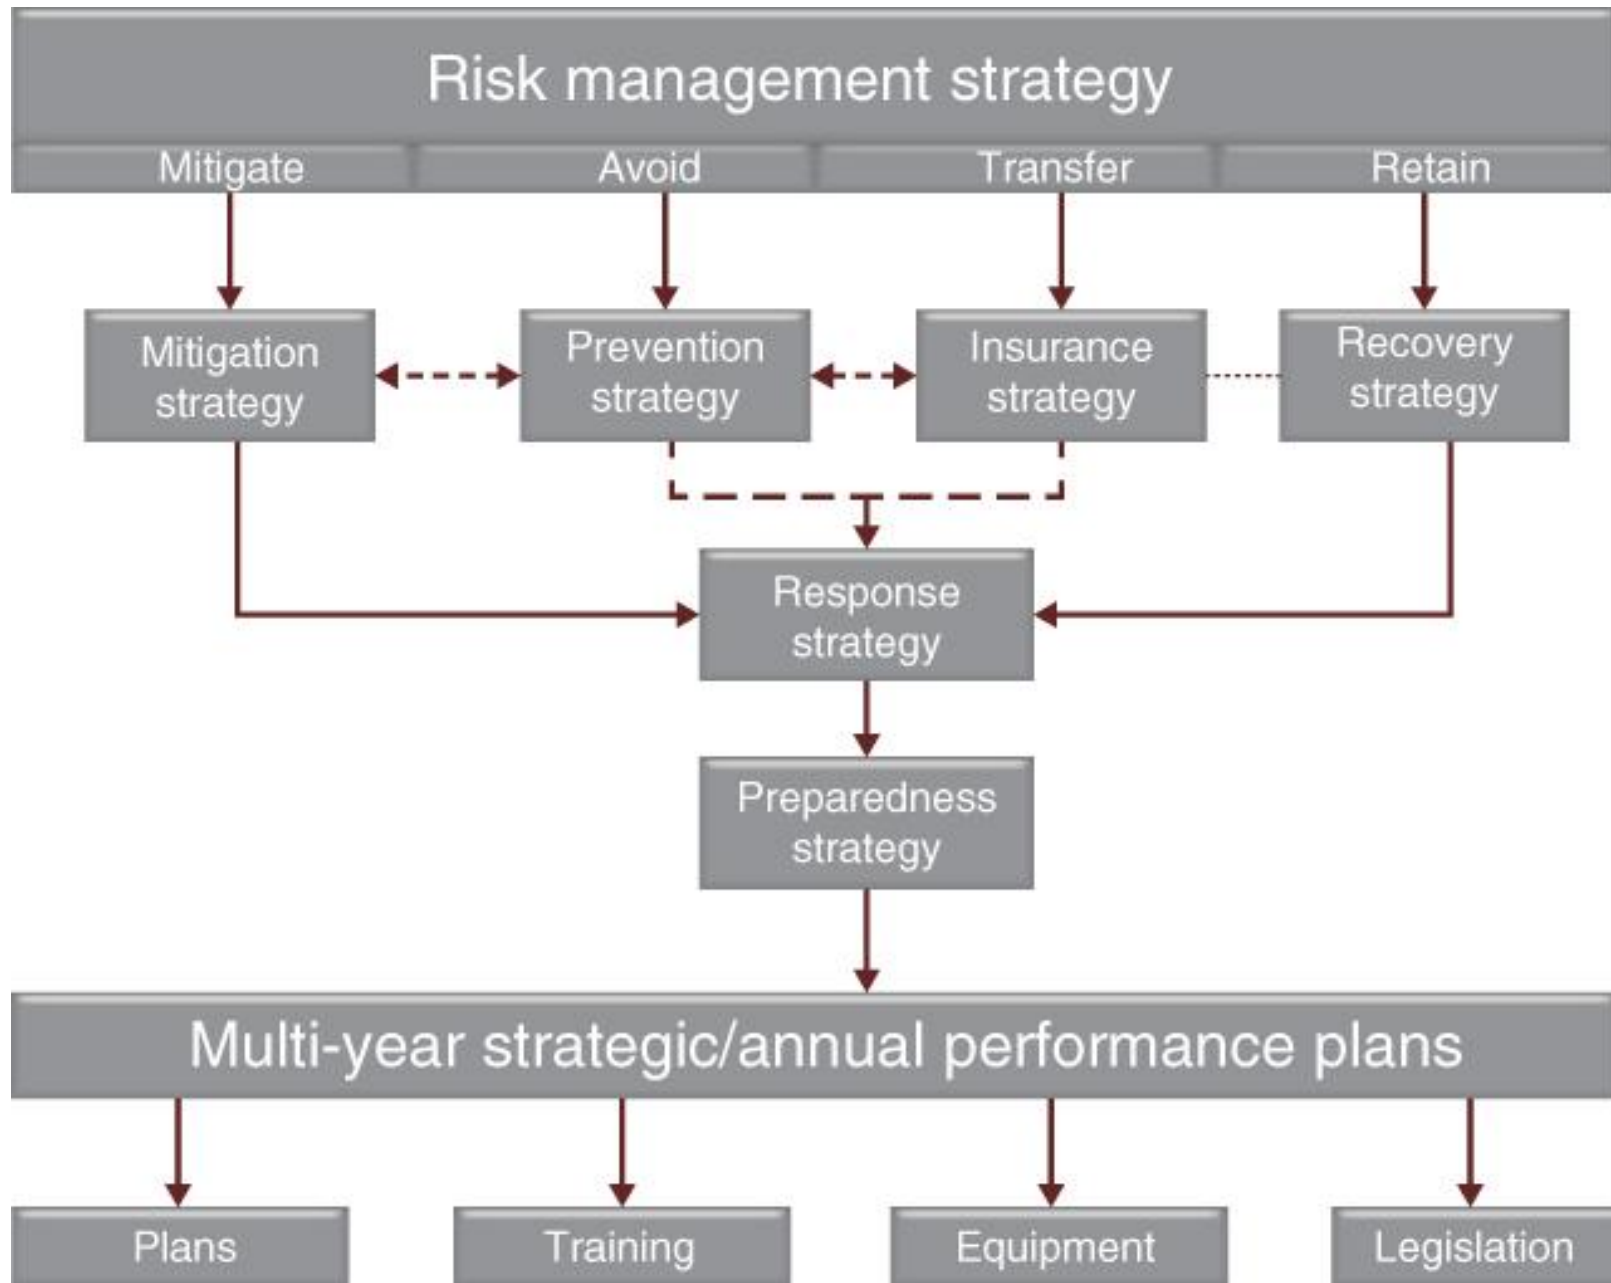 Risk management strategy
Mitigate Avoid Transfer Retain
Mitigation
strategy
Prevention
strategy
Insurance
strategy
Recovery
strategy
Response
strategy
Preparedness
strategy
Multi-year strategic/annual performance plans
Plans Training Equipment Legislation